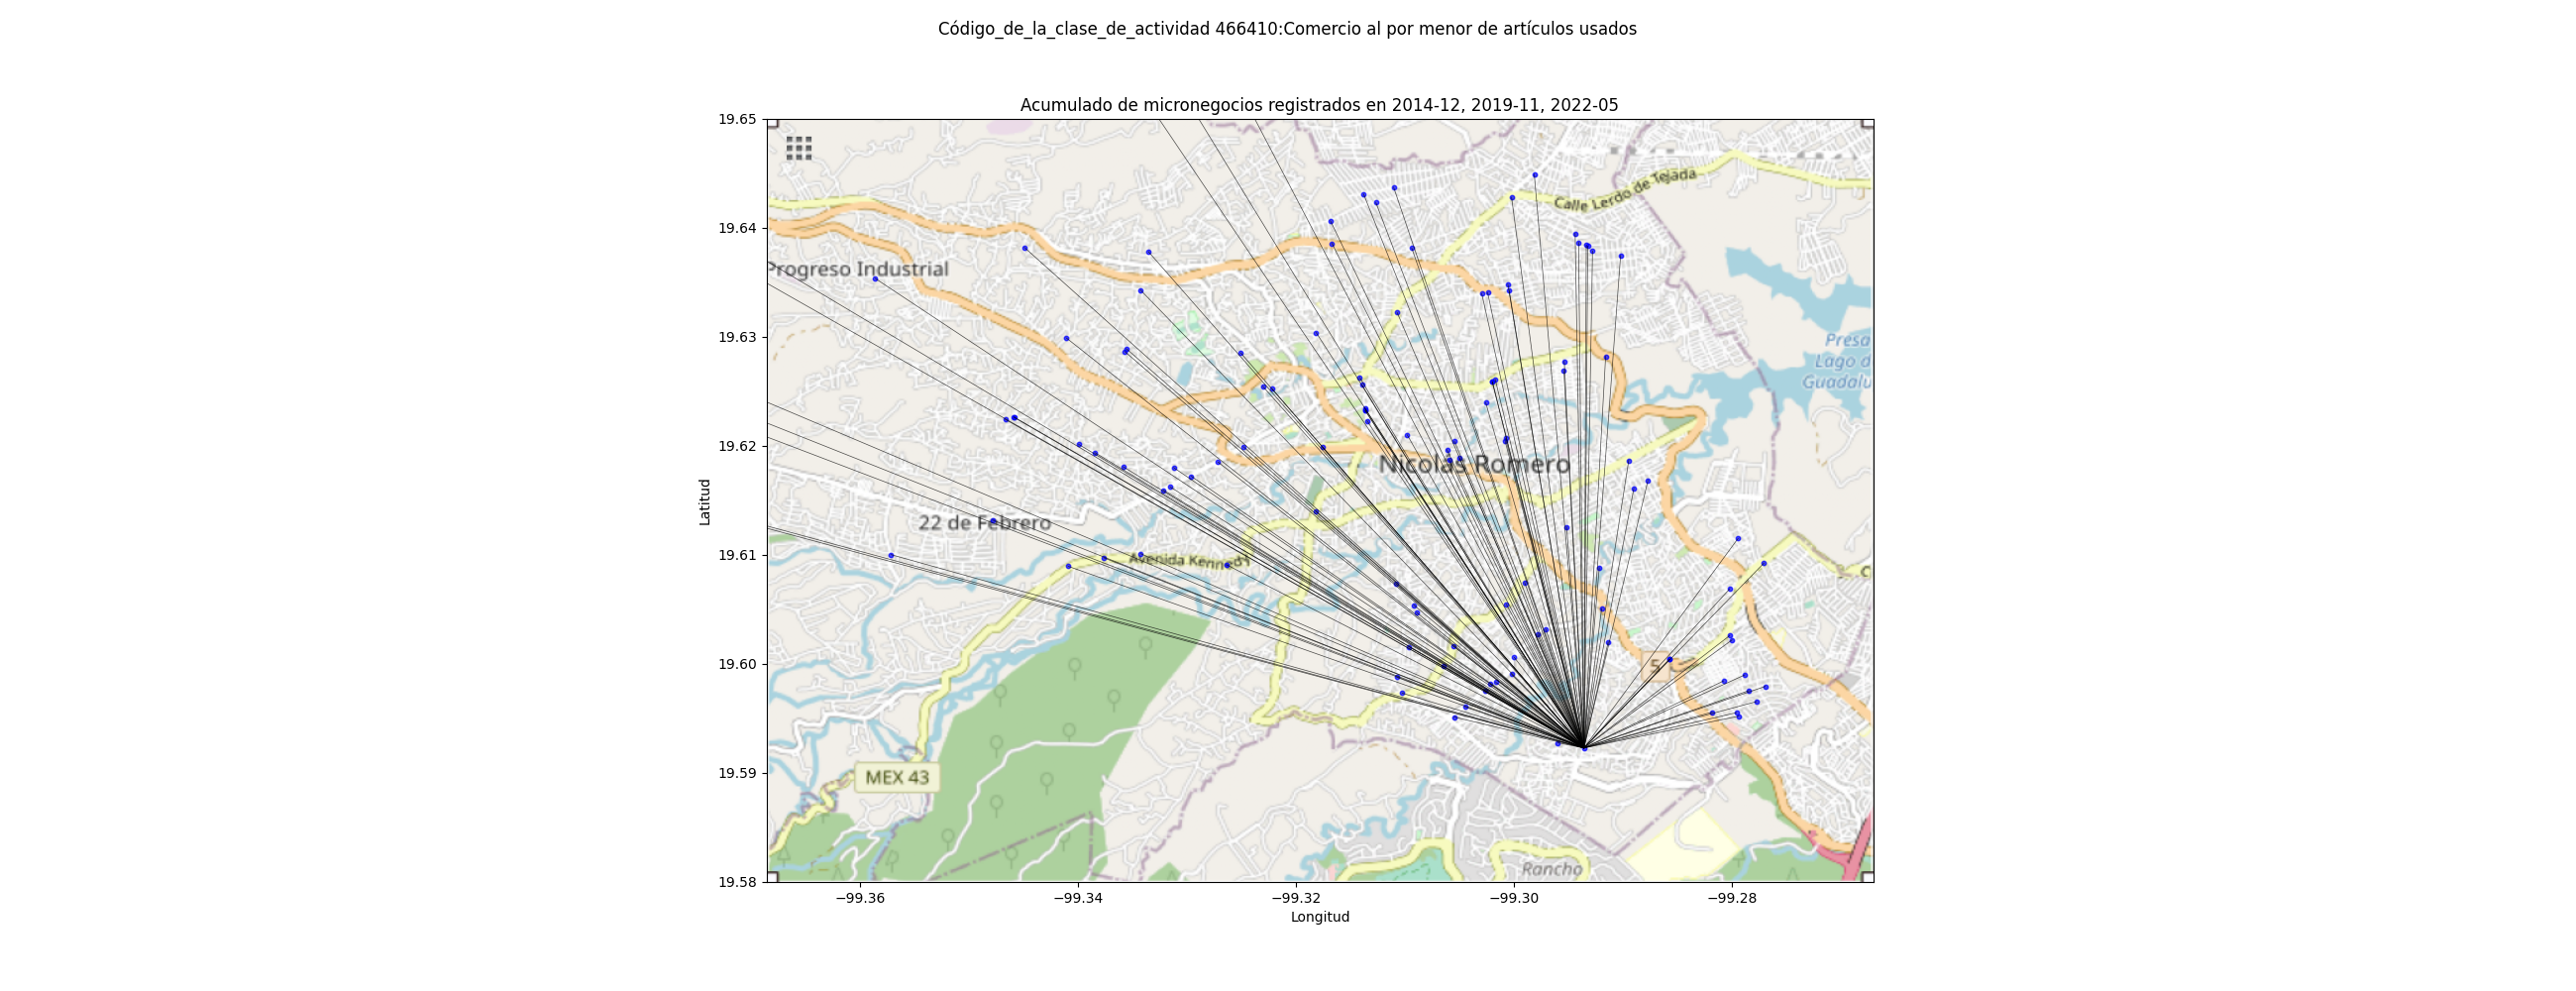 Código_de_la_clase_de_actividad 466410:Comercio al por menor de artículos usados
Acumulado de micronegocios registrados en 2014-12, 2019-11, 2022-05
19.65
19.64
19.63
19.62
19.61
19.60
19.59
19.58
Latitud
Calle Lerdo de Tejada
Progreso Industrial
Presa
Lago d
Guadalu
Nicolás Romero
22 de Febrero
Avenida Kennedy
C
5
MEX 43
Rancho
−99.36
−99.34
−99.32
−99.30
−99.28
Longitud